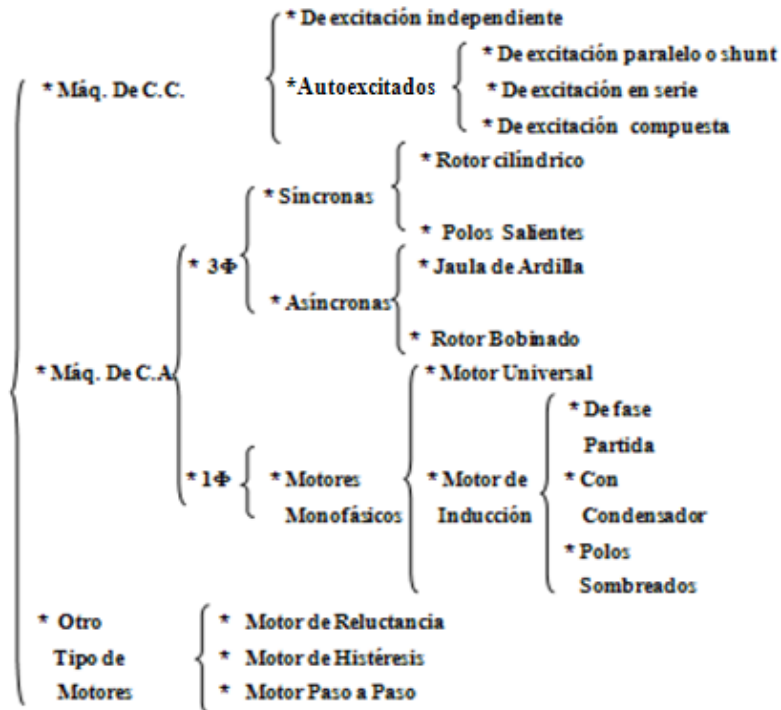 * De excitación independiente
* Máq. De C.C.
*Autoexcitados
* De excitación paralelo o shunt
* De excitación en serie
* De excitación compuesta
* Máq. De C.A
* 3Φ
* Síncronas
* Rotor cilíndrico
* Polos Salientes
* Asíncronas
* Jaula de Ardilla
* Rotor Bobinado
* 1Φ
* Motores
Monofásicos
* Motor Universal
* Motor de
Inducción
* De fase
Partida
* Con
Condensador
* Polos
Sombreados
* Otro
Tipo de
Motores
* Motor de Reluctancia
* Motor de Histéresis
* Motor Paso a Paso